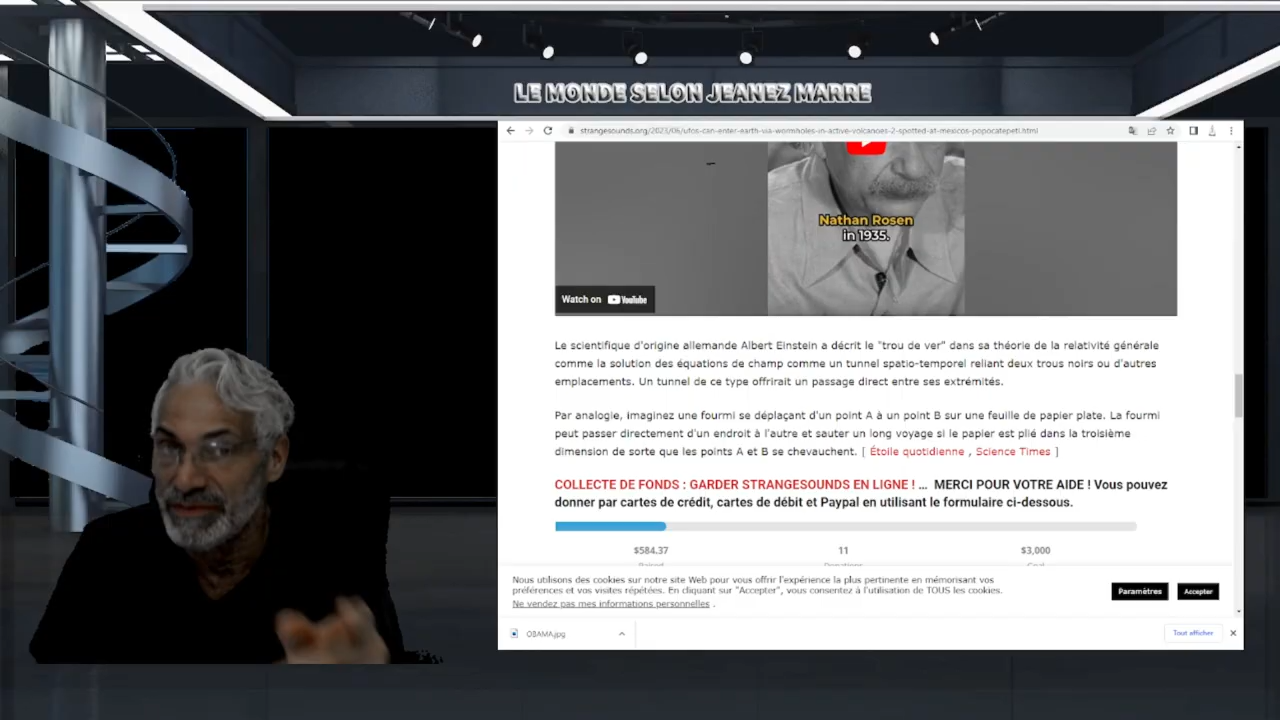 LE MONDE SELON JEANEZ MARRE
strangesounds.org/2023/06/ufos-can-enter-earth-via-wormholes-in-active-volcanoes-2-spotted-at-mexicos-popocatepetl.html
Nathan Rosen
in 1935.
Watch on YouTube
Le scientifique d'origine allemande Albert Einstein a décrit le "trou de ver" dans sa théorie de la relativité générale
comme la solution des équations de champ comme un tunnel spatio-temporel reliant deux trous noirs ou d'autres
emplacements. Un tunnel de ce type offrirait un passage direct entre ses extrémités.
Par analogie, imaginez une fourmi se déplaçant d'un point A à un point B sur une feuille de papier plate. La fourmi
peut passer directement d'un endroit à l'autre et sauter un long voyage si le papier est plié dans la troisième
dimension de sorte que les points A et B se chevauchent. [ Étoile quotidienne , Science Times ]
COLLECTE DE FONDS : GARDER STRANGESOUNDS EN LIGNE ! … MERCI POUR VOTRE AIDE ! Vous pouvez
donner par cartes de crédit, cartes de débit et Paypal en utilisant le formulaire ci-dessous.
$584.37 11 $3,000
Raised Donations Goal
Nous utilisons des cookies sur notre site Web pour vous offrir l'expérience la plus pertinente en mémorisant vos
préférences et vos visites répétées. En cliquant sur "Accepter", vous consentez à l'utilisation de TOUS les cookies.
Ne vendez pas mes informations personnelles .
Paramètres Accepter
OBAMA.jpg
Tout afficher